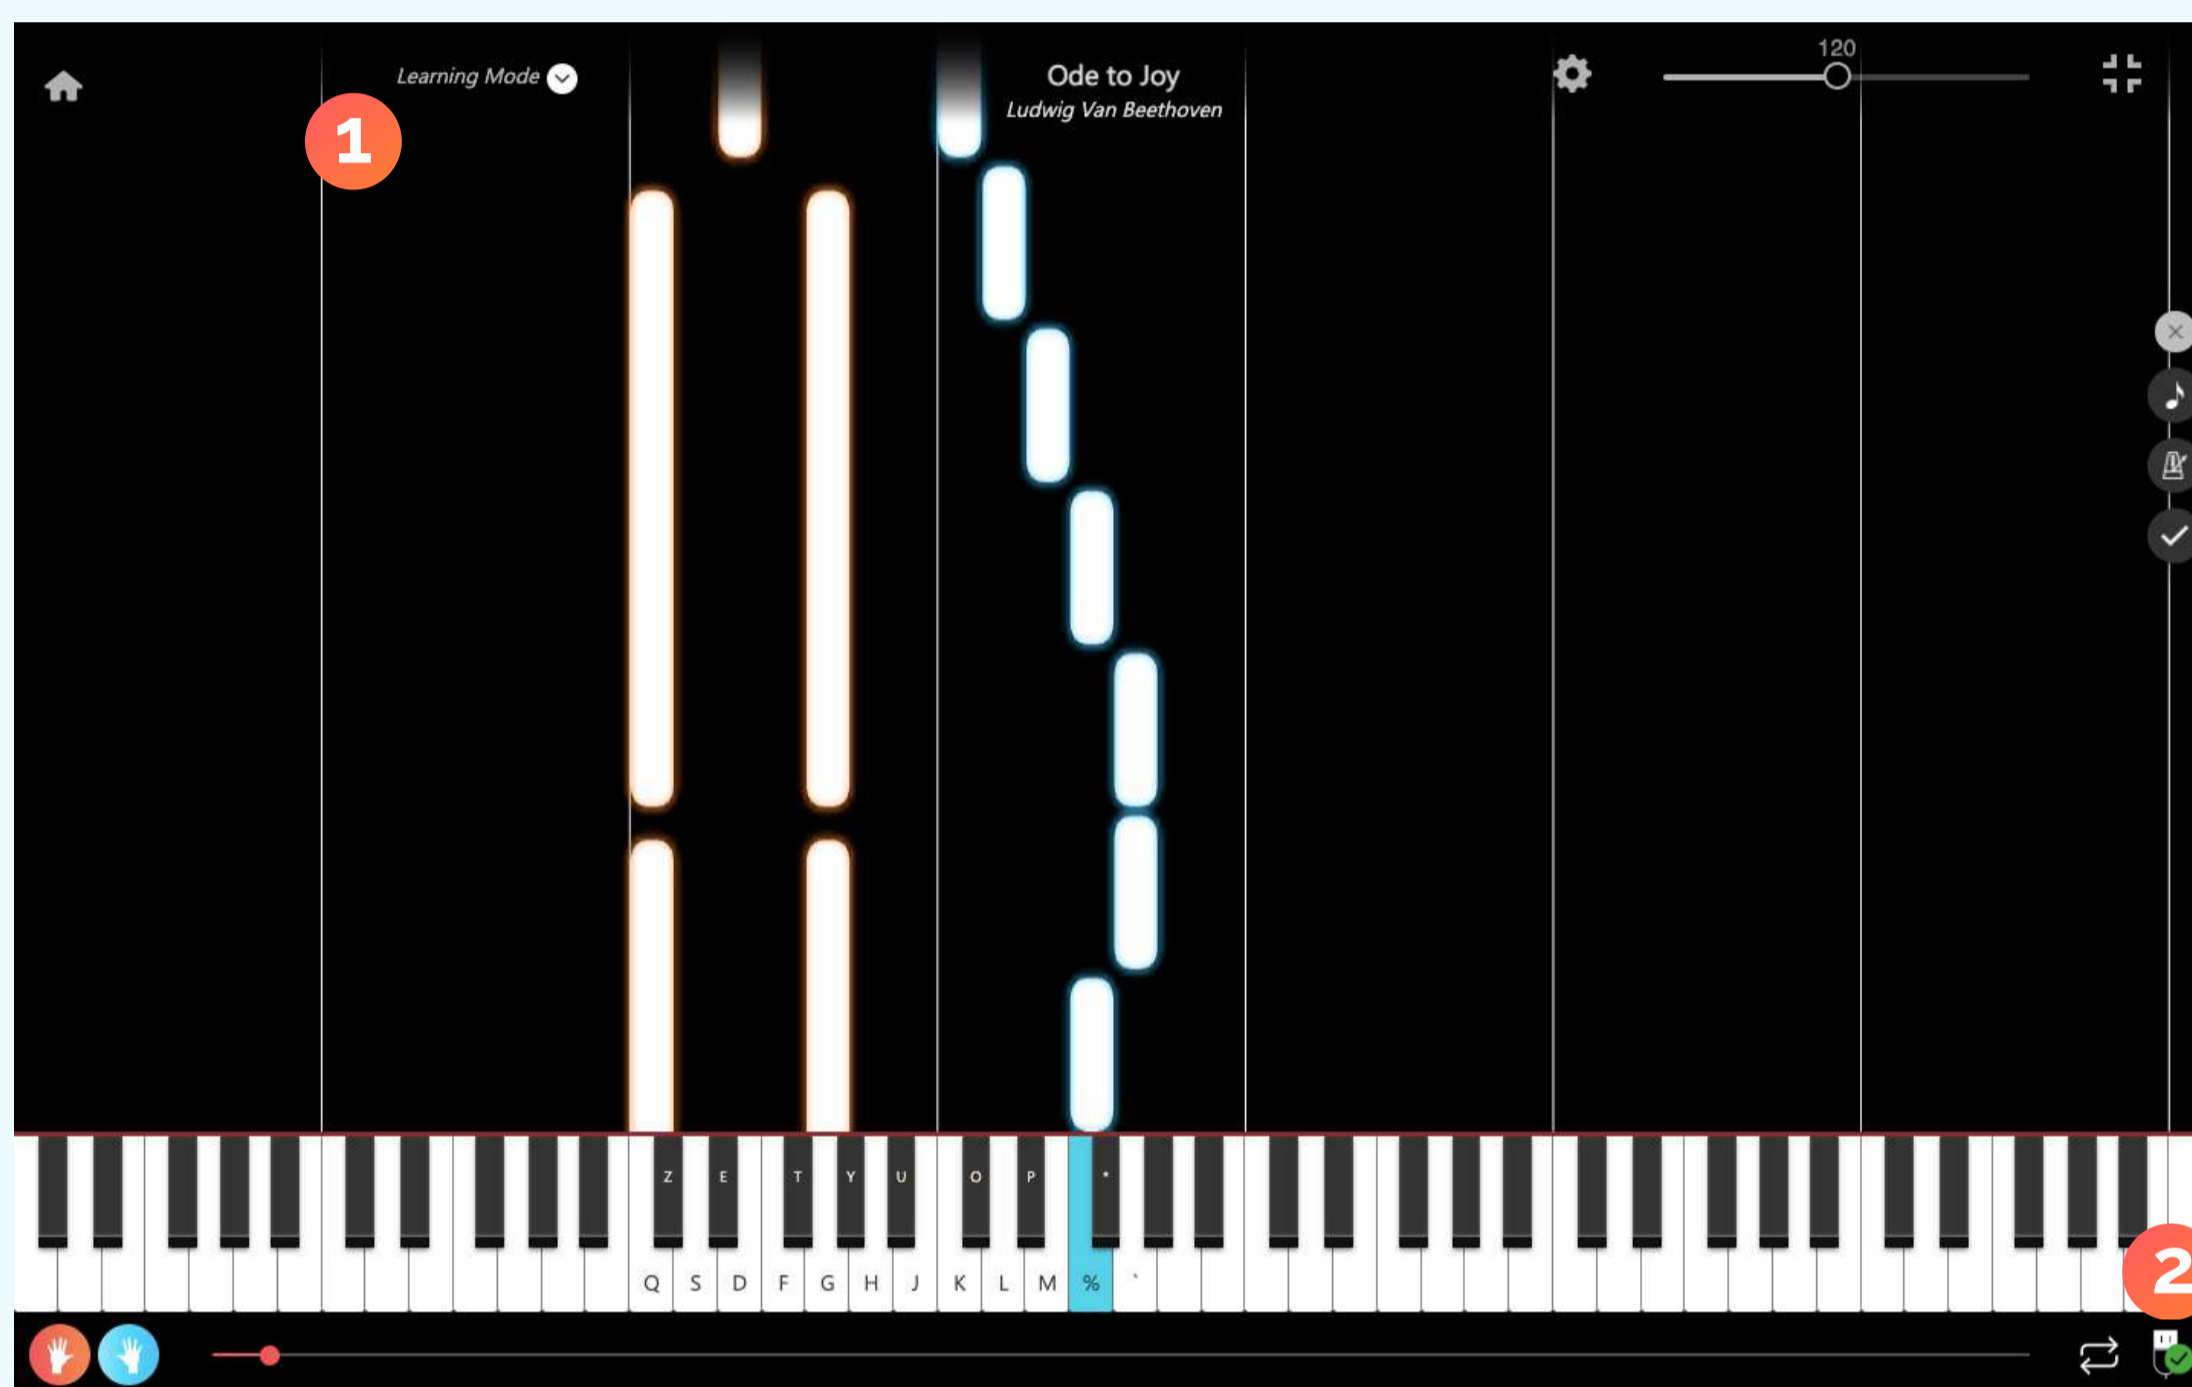 120
Learning Mode
Ode to Joy
Ludwig Van Beethoven
1
Z E T Y U O P *
Q S D F G H J K L M % `
2